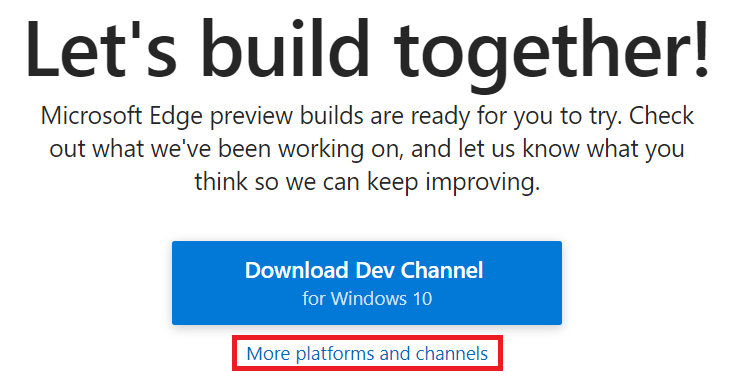 Let's build together!
Microsoft Edge preview builds are ready for you to try. Check
out what we've been working on, and let us know what you
think so we can keep improving.
Download Dev Channel
for Windows 10
More platforms and channels